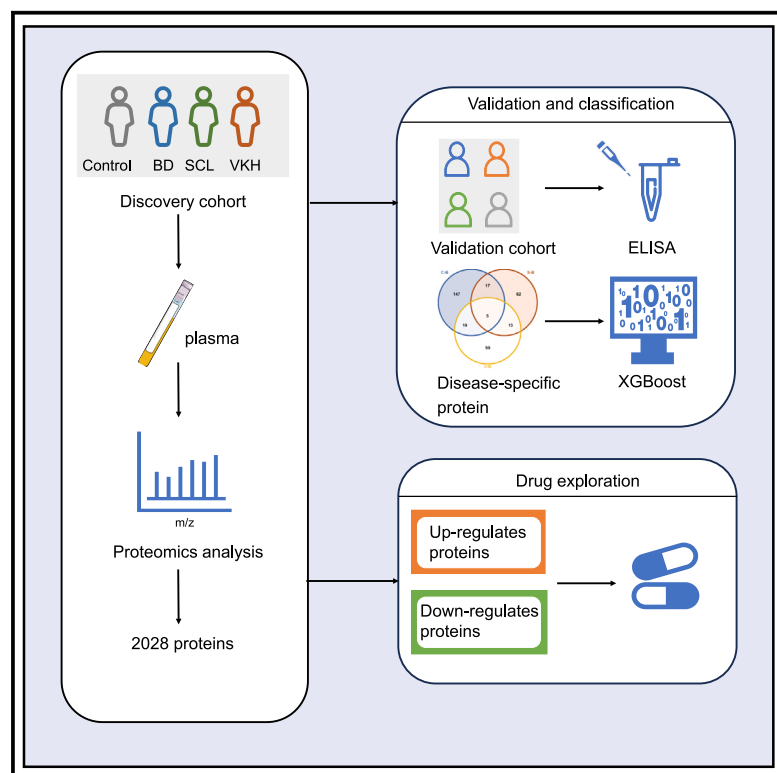 Control BD SCL VKH
Discovery cohort
plasma
m/z
Proteomics analysis
2028 proteins
Validation and classification
Validation cohort
ELISA
147
17
5
19
13
Disease-specific
protein
XGBoost
Drug exploration
Up-regulates
proteins
Down-regulates
proteins